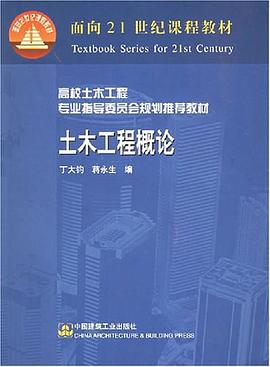 面向21世纪课程教材
Textbook Series for 21st Century
高校土木工程
专业指导委员会规划推荐教材
土木工程概论
丁大钧 蒋永生 编
中国建筑工业出版社
CHINA ARCHITECTURE & BUILDING PRESS